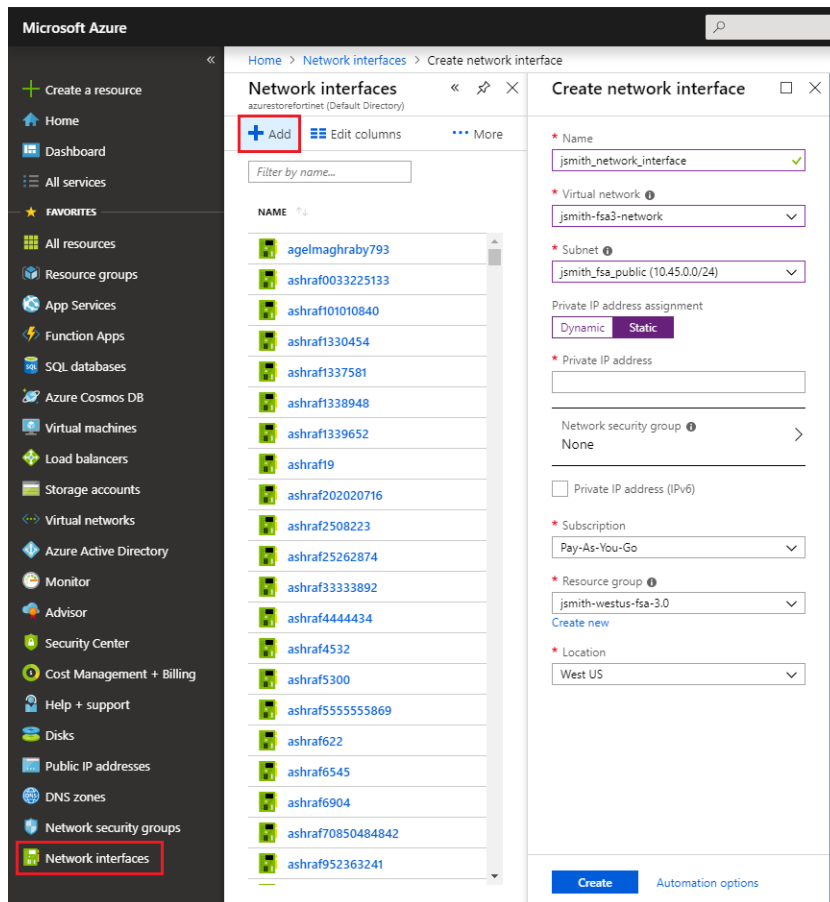 Microsoft Azure
Create a resource
Home
Dashboard
All services
FAVORITES
All resources
Resource groups
App Services
Function Apps
SQL databases
Azure Cosmos DB
Virtual machines
Load balancers
Storage accounts
Virtual networks
Azure Active Directory
Monitor
Advisor
Security Center
Cost Management + Billing
Help + support
Disks
Public IP addresses
DNS zones
Network security groups
Network interfaces
Home > Network interfaces > Create network interface
Network interfaces
azurestorefortinet (Default Directory)
Add
Edit columns
More
Filter by name...
NAME
agelmaghraby793
ashraf0033225133
ashraf101010840
ashraf1330454
ashraf1337581
ashraf1338948
ashraf1339652
ashraf19
ashraf202020716
ashraf2508223
ashraf25262874
ashraf33333892
ashraf4444434
ashraf4532
ashraf5300
ashraf5555555869
ashraf622
ashraf6545
ashraf6904
ashraf70850484842
ashraf952363241
Create network interface
* Name
jsmith_network_interface
* Virtual network
jsmith-fsa3-network
* Subnet
jsmith_fsa_public (10.45.0.0/24)
Private IP address assignment
Dynamic Static
* Private IP address
Network security group
None
Private IP address (IPv6)
* Subscription
Pay-As-You-Go
* Resource group
jsmith-westus-fsa-3.0
Create new
* Location
West US
Create Automation options